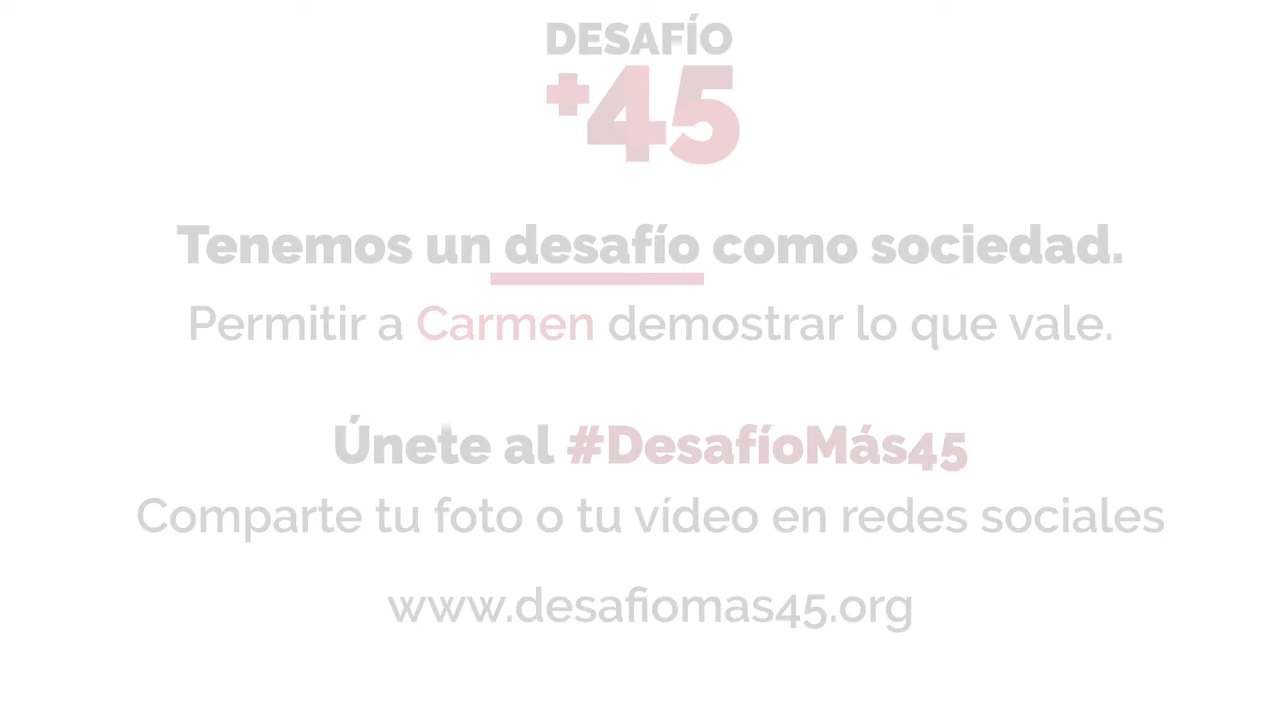 DESAFÍO
+45
Tenemos un desafío como sociedad.
Permitir a Carmen demostrar lo que vale.
Únete al #DesafíoMás45
Comparte tu foto o tu vídeo en redes sociales
www.desafiomas45.org